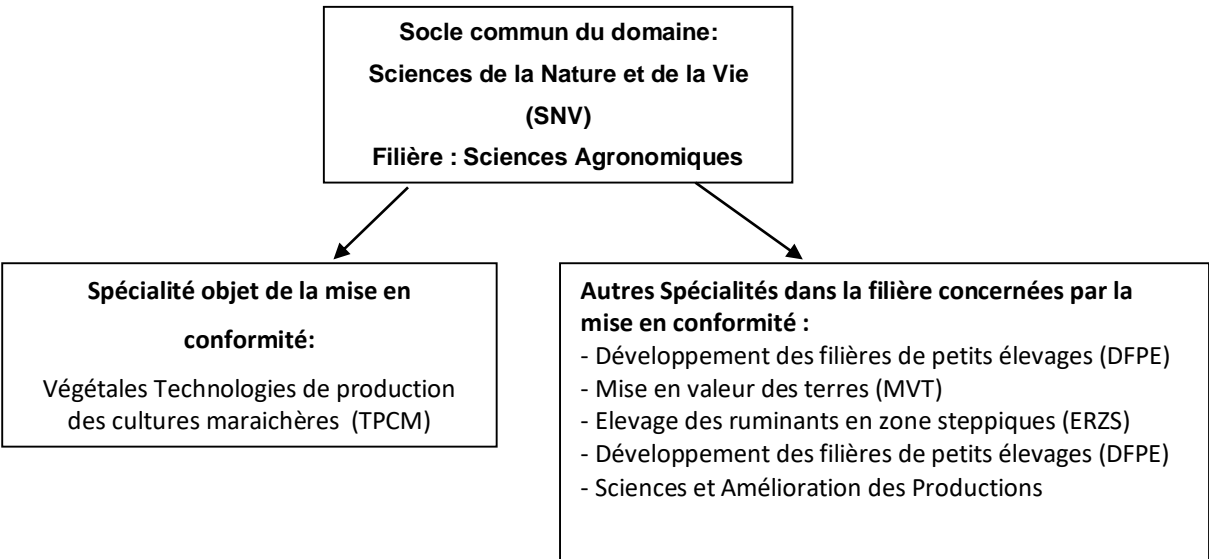 Socle commun du domaine:
Sciences de la Nature et de la Vie
(SNV)
Filière : Sciences Agronomiques
Spécialité objet de la mise en
conformité:
Végétales Technologies de production
des cultures maraichères (TPCM)
Autres Spécialités dans la filière concernées par la
mise en conformité :
- Développement des filières de petits élevages (DFPE)
- Mise en valeur des terres (MVT)
- Elevage des ruminants en zone steppiques (ERZS)
- Développement des filières de petits élevages (DFPE)
- Sciences et Amélioration des Productions